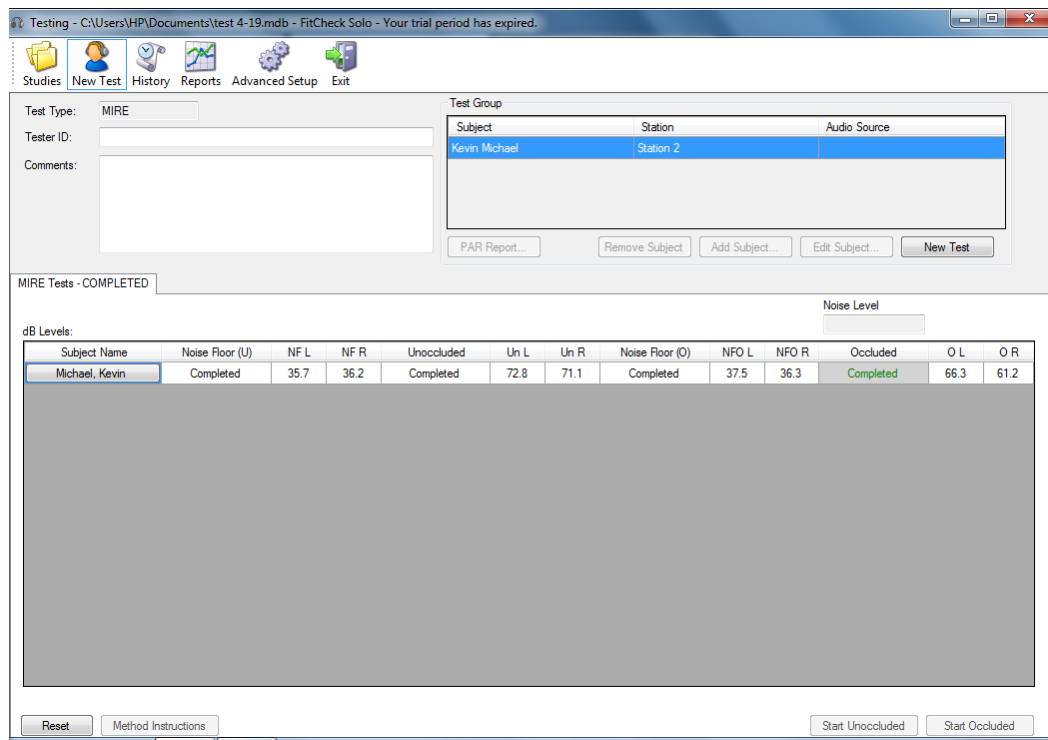 Testing - C:\Users\HP\Documents\test 4-19.mdb - FitCheck Solo - Your trial period has expired.
Studies New Test History Reports Advanced Setup Exit
Test Type: MIRE
Tester ID:
Comments:
Test Group
Subject Station Audio Source
Kevin Michael Station 2
PAR Report... Remove Subject Add Subject... Edit Subject... New Test
MIRE Tests - COMPLETED
Noise Level
dB Levels:
Subject Name Noise Floor (U) NF L NF R Unoccluded Un L Un R Noise Floor (O) NFO L NFO R Occluded O L O R
Michael, Kevin Completed 35.7 36.2 Completed 72.8 71.1 Completed 37.5 36.3 Completed 66.3 61.2
Reset Method Instructions Start Unoccluded Start Occluded